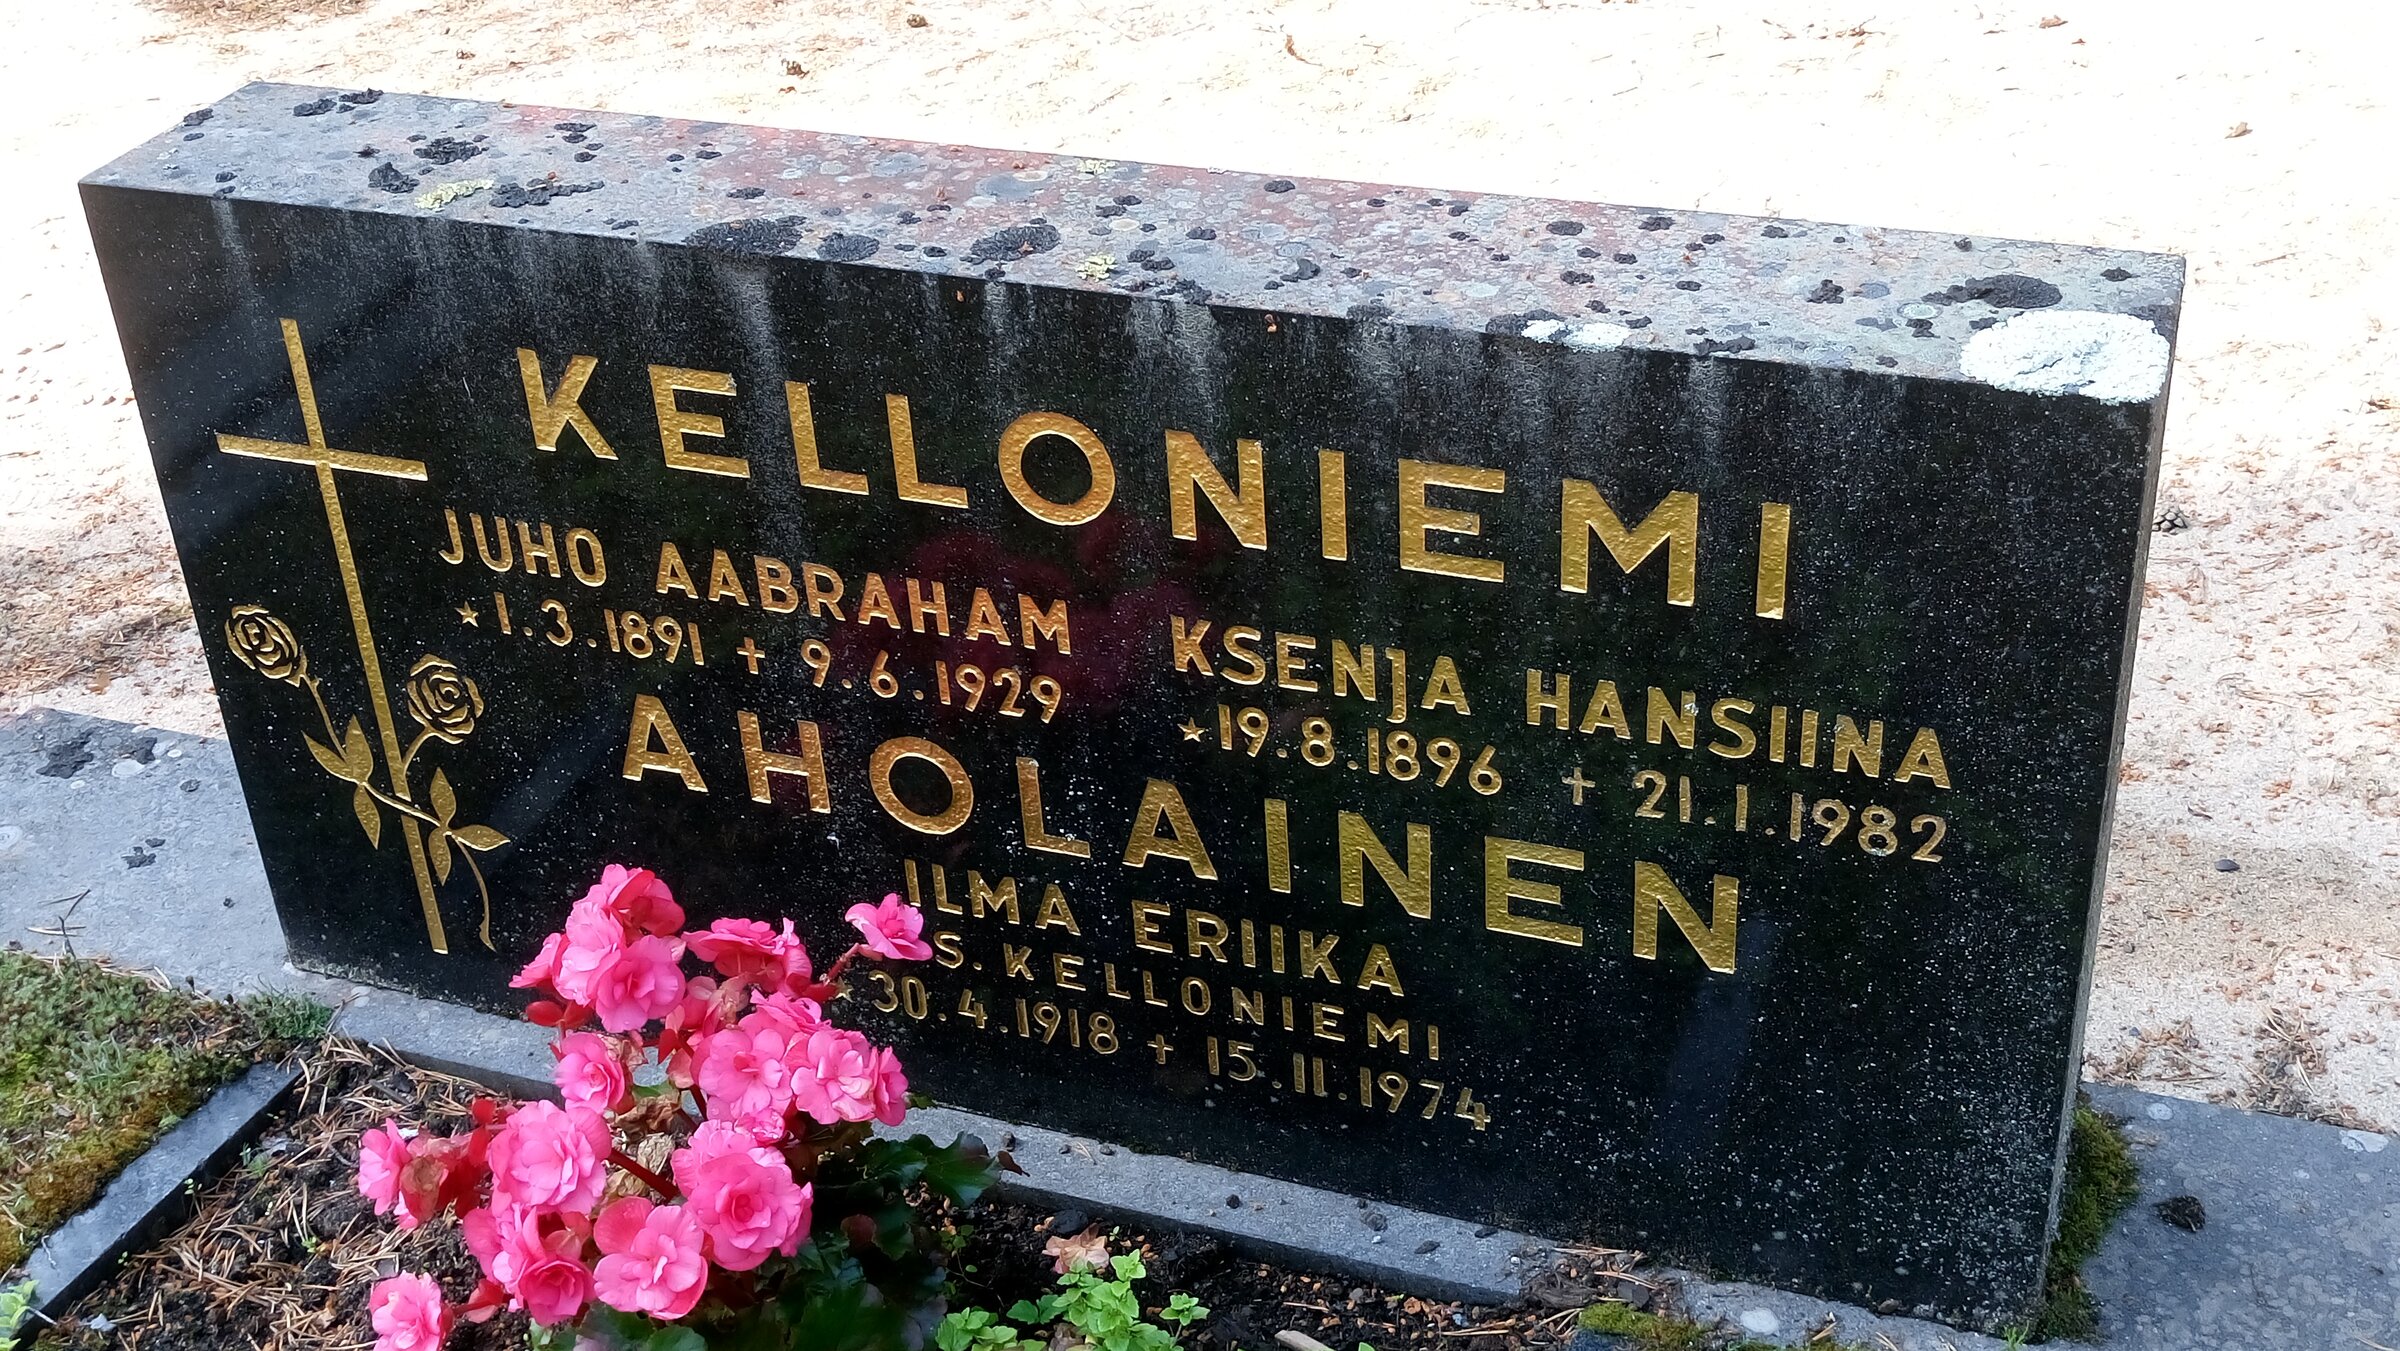 KELLONIEMI
JUHO AABRAHAM
★ 1.3.1891 † 9.6.1929
KSENJA HANSIINA
★ 19.8.1896 † 21.1.1982
AHOLAINEN
ILMA ERIIKA
S. KELLONIEMI
★ 30.4.1918 † 15.11.1974